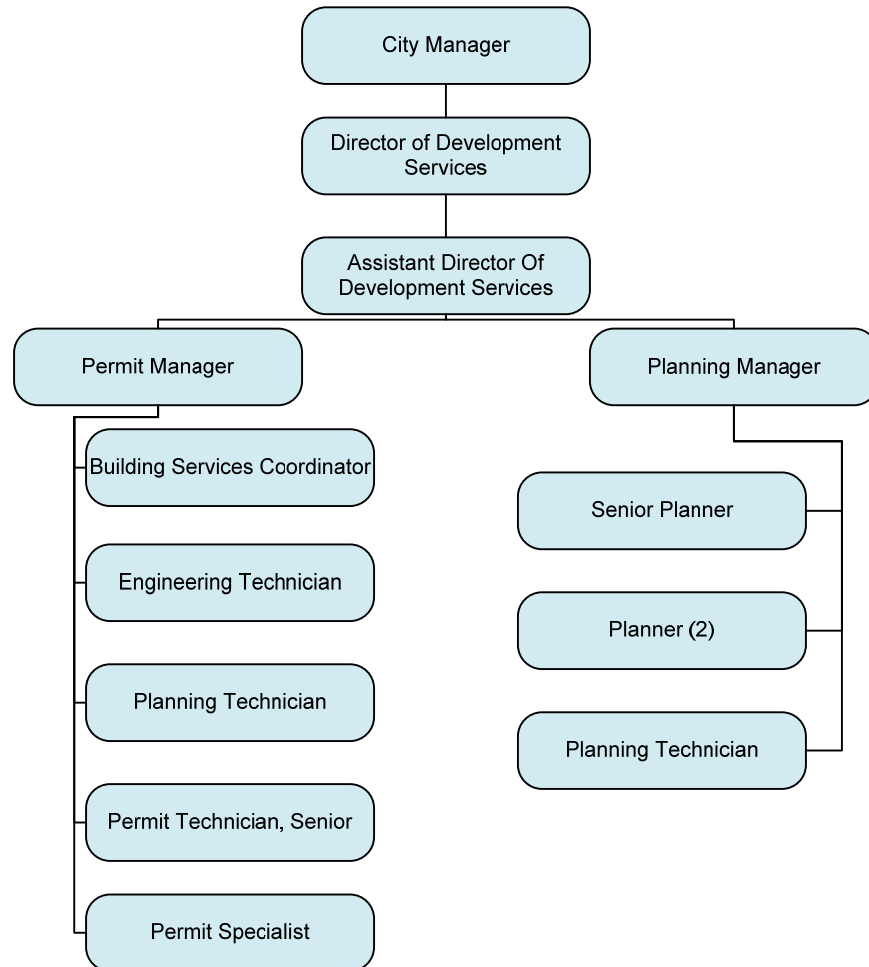 City Manager
Director of Development
Services
Assistant Director Of
Development Services
Permit Manager
Planning Manager
Building Services Coordinator
Engineering Technician
Planning Technician
Permit Technician, Senior
Permit Specialist
Senior Planner
Planner (2)
Planning Technician